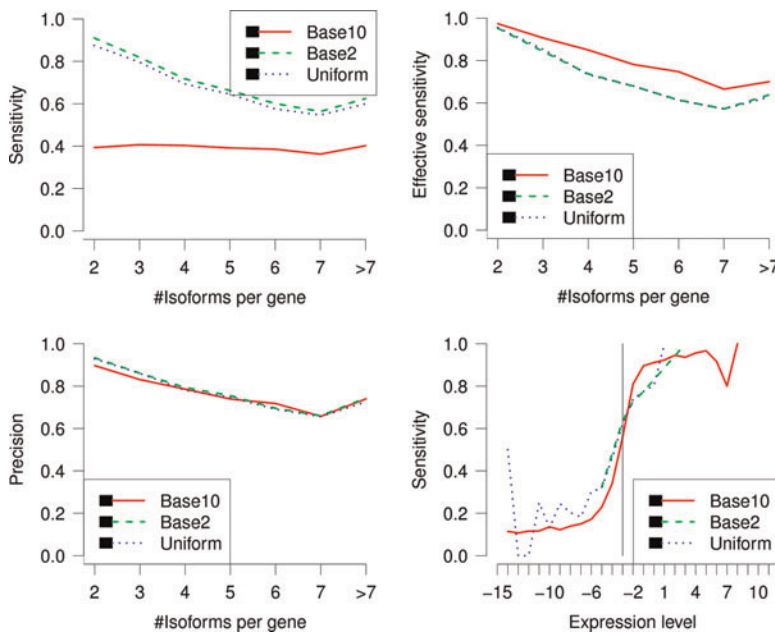 1.0
0.8
0.6
0.4
0.2
0.0
Sensitivity
Base10
Base2
Uniform
2 3 4 5 6 7 >7
#Isoforms per gene
1.0
0.8
0.6
0.4
0.2
0.0
Effective sensitivity
Base10
Base2
Uniform
2 3 4 5 6 7 >7
#Isoforms per gene
1.0
0.8
0.6
0.4
0.2
0.0
Precision
Base10
Base2
Uniform
2 3 4 5 6 7 >7
#Isoforms per gene
1.0
0.8
0.6
0.4
0.2
0.0
Sensitivity
Base10
Base2
Uniform
−15 −10 −6 −2 1 4 7 10
Expression level